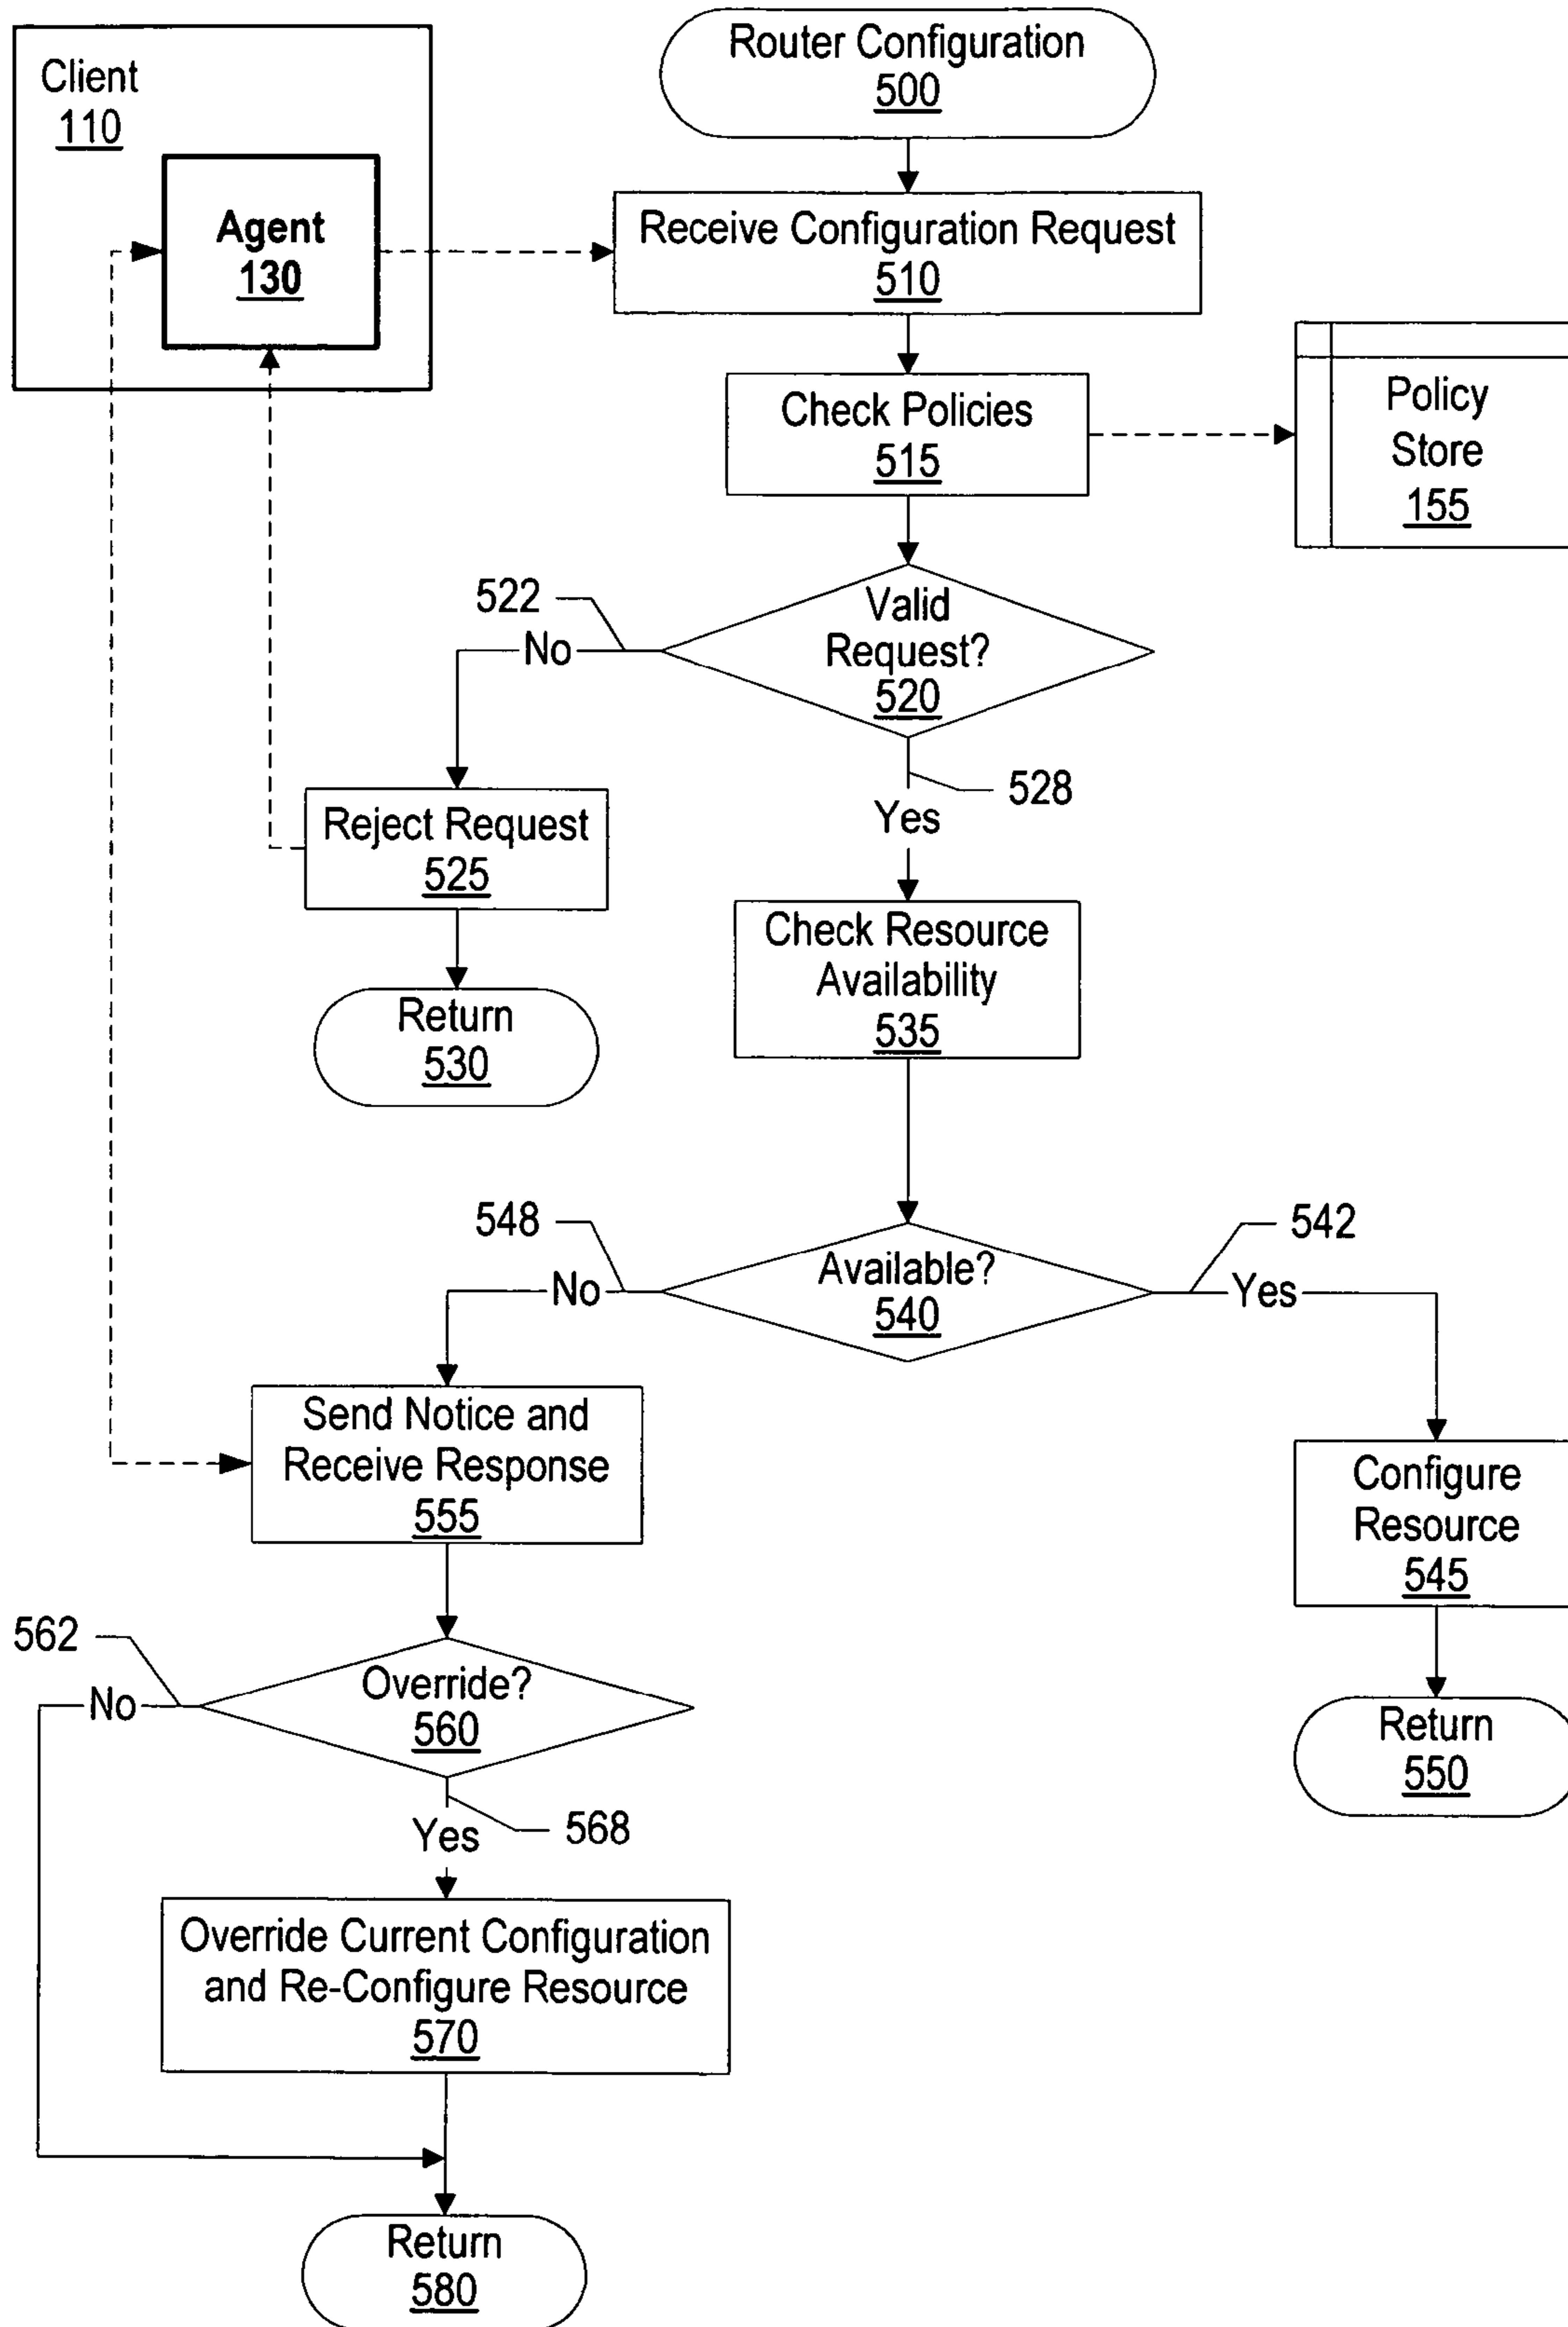 Router Configuration
500
Client
110
Agent
130
Receive Configuration Request
510
Check Policies
515
Policy
Store
155
522
No
Valid
Request?
520
528
Yes
Reject Request
525
Return
530
Check Resource
Availability
535
548
No
Available?
540
542
Yes
Send Notice and
Receive Response
555
Configure
Resource
545
Return
550
562
No
Override?
560
568
Yes
Override Current Configuration
and Re-Configure Resource
570
Return
580